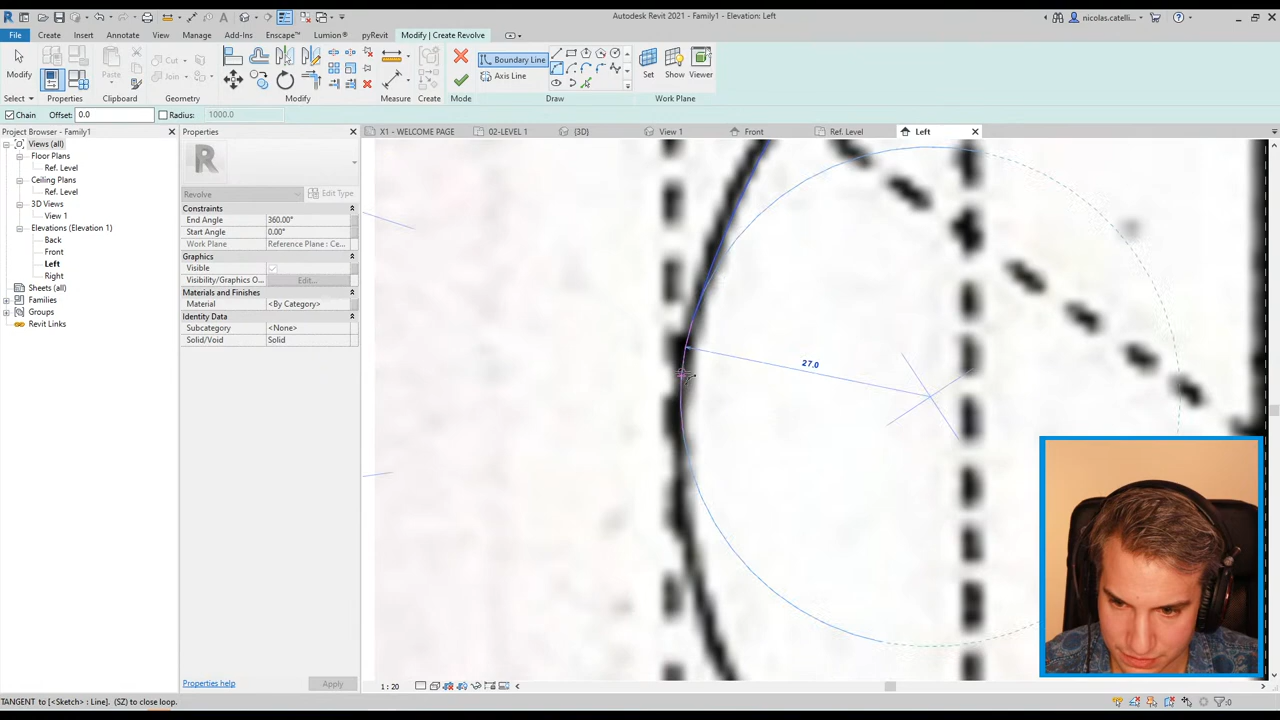 Autodesk Revit 2021 - Family1 - Elevation: Left
nicolas.catelli...
File Create Insert Annotate View Manage Add-Ins Enscape™ Lumion® pyRevit Modify | Create Revolve
Modify
Paste
Cut
Join
Create
Boundary Line
Axis Line
Set Show Viewer
Select Properties Clipboard Geometry Modify Measure Create Mode Draw Work Plane
Chain Offset: 0.0 Radius: 1000.0
Project Browser - Family1
Properties
X1 - WELCOME PAGE 02-LEVEL 1 {3D} View 1 Front Ref. Level Left
Views (all)
Floor Plans
Ref. Level
Ceiling Plans
Ref. Level
3D Views
View 1
Elevations (Elevation 1)
Back
Front
Left
Right
Sheets (all)
Families
Groups
Revit Links
Revolve Edit Type
Constraints
End Angle 360.00°
Start Angle 0.00°
Work Plane Reference Plane : Ce...
Graphics
Visible
Visibility/Graphics O... Edit...
Materials and Finishes
Material <By Category>
Identity Data
Subcategory <None>
Solid/Void Solid
27.0
Properties help Apply
1 : 20
TANGENT to <Sketch> : Line]. (SZ) to close loop.
:0